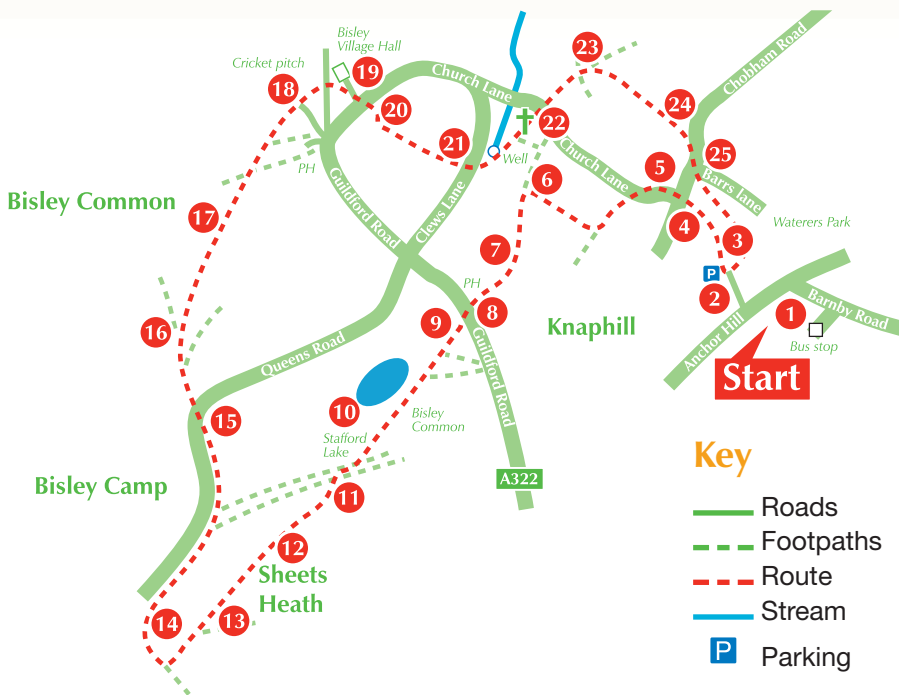 Bisley
Village Hall
Cricket pitch
18
19
20
21
Church Lane
22
23
24
25
Chobham Road
Barrs lane
Church Lane
5
4
3
2
P
Waterers Park
1
Barnby Road
Anchor Hill
Bus stop
Start
Well
6
7
PH
Guildford Road
Clews Lane
Bisley Common
17
16
PH
8
9
Knaphill
Queens Road
10
Guildford Road
Bisley
Common
Stafford
Lake
15
Bisley Camp
11
A322
12
Sheets
Heath
13
14
Key
Roads
Footpaths
Route
Stream
P Parking